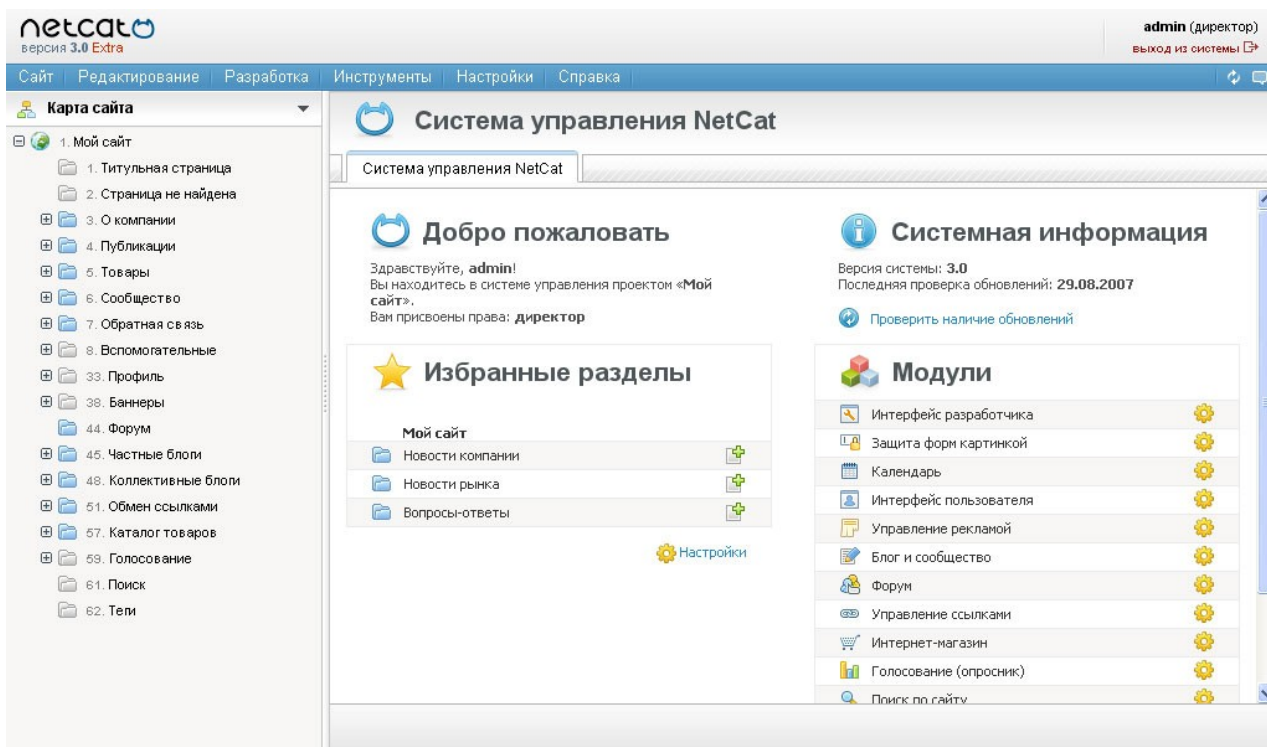 netcat
версия 3.0 Extra
admin (директор)
выход из системы
Сайт Редактирование Разработка Инструменты Настройки Справка
Карта сайта
1. Мой сайт
1. Титульная страница
2. Страница не найдена
3. О компании
4. Публикации
5. Товары
6. Сообщество
7. Обратная связь
8. Вспомогательные
33. Профиль
38. Баннеры
44. Форум
45. Частные блоги
48. Коллективные блоги
51. Обмен ссылками
57. Каталог товаров
59. Голосование
61. Поиск
62. Теги
Система управления NetCat
Система управления NetCat
Добро пожаловать
Здравствуйте, admin!
Вы находитесь в системе управления проектом «Мой
сайт».
Вам присвоены права: директор
Избранные разделы
Мой сайт
Новости компании
Новости рынка
Вопросы-ответы
Настройки
Системная информация
Версия системы: 3.0
Последняя проверка обновлений: 29.08.2007
Проверить наличие обновлений
Модули
Интерфейс разработчика
Защита форм картинкой
Календарь
Интерфейс пользователя
Управление рекламой
Блог и сообщество
Форум
Управление ссылками
Интернет-магазин
Голосование (опросник)
Поиск по сайту